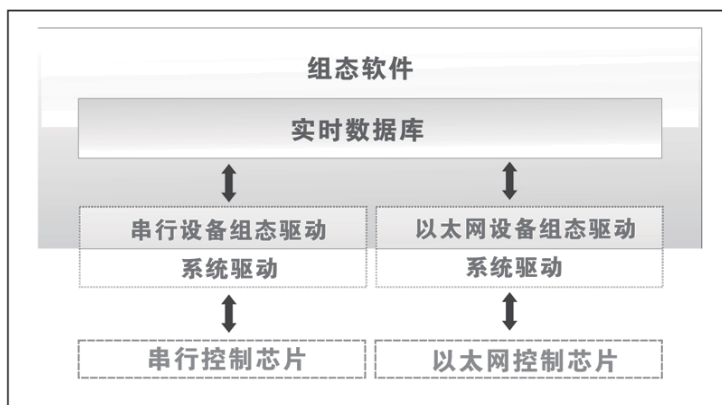 组态软件
实时数据库
串行设备组态驱动 以太网设备组态驱动
系统驱动 系统驱动
串行控制芯片 以太网控制芯片